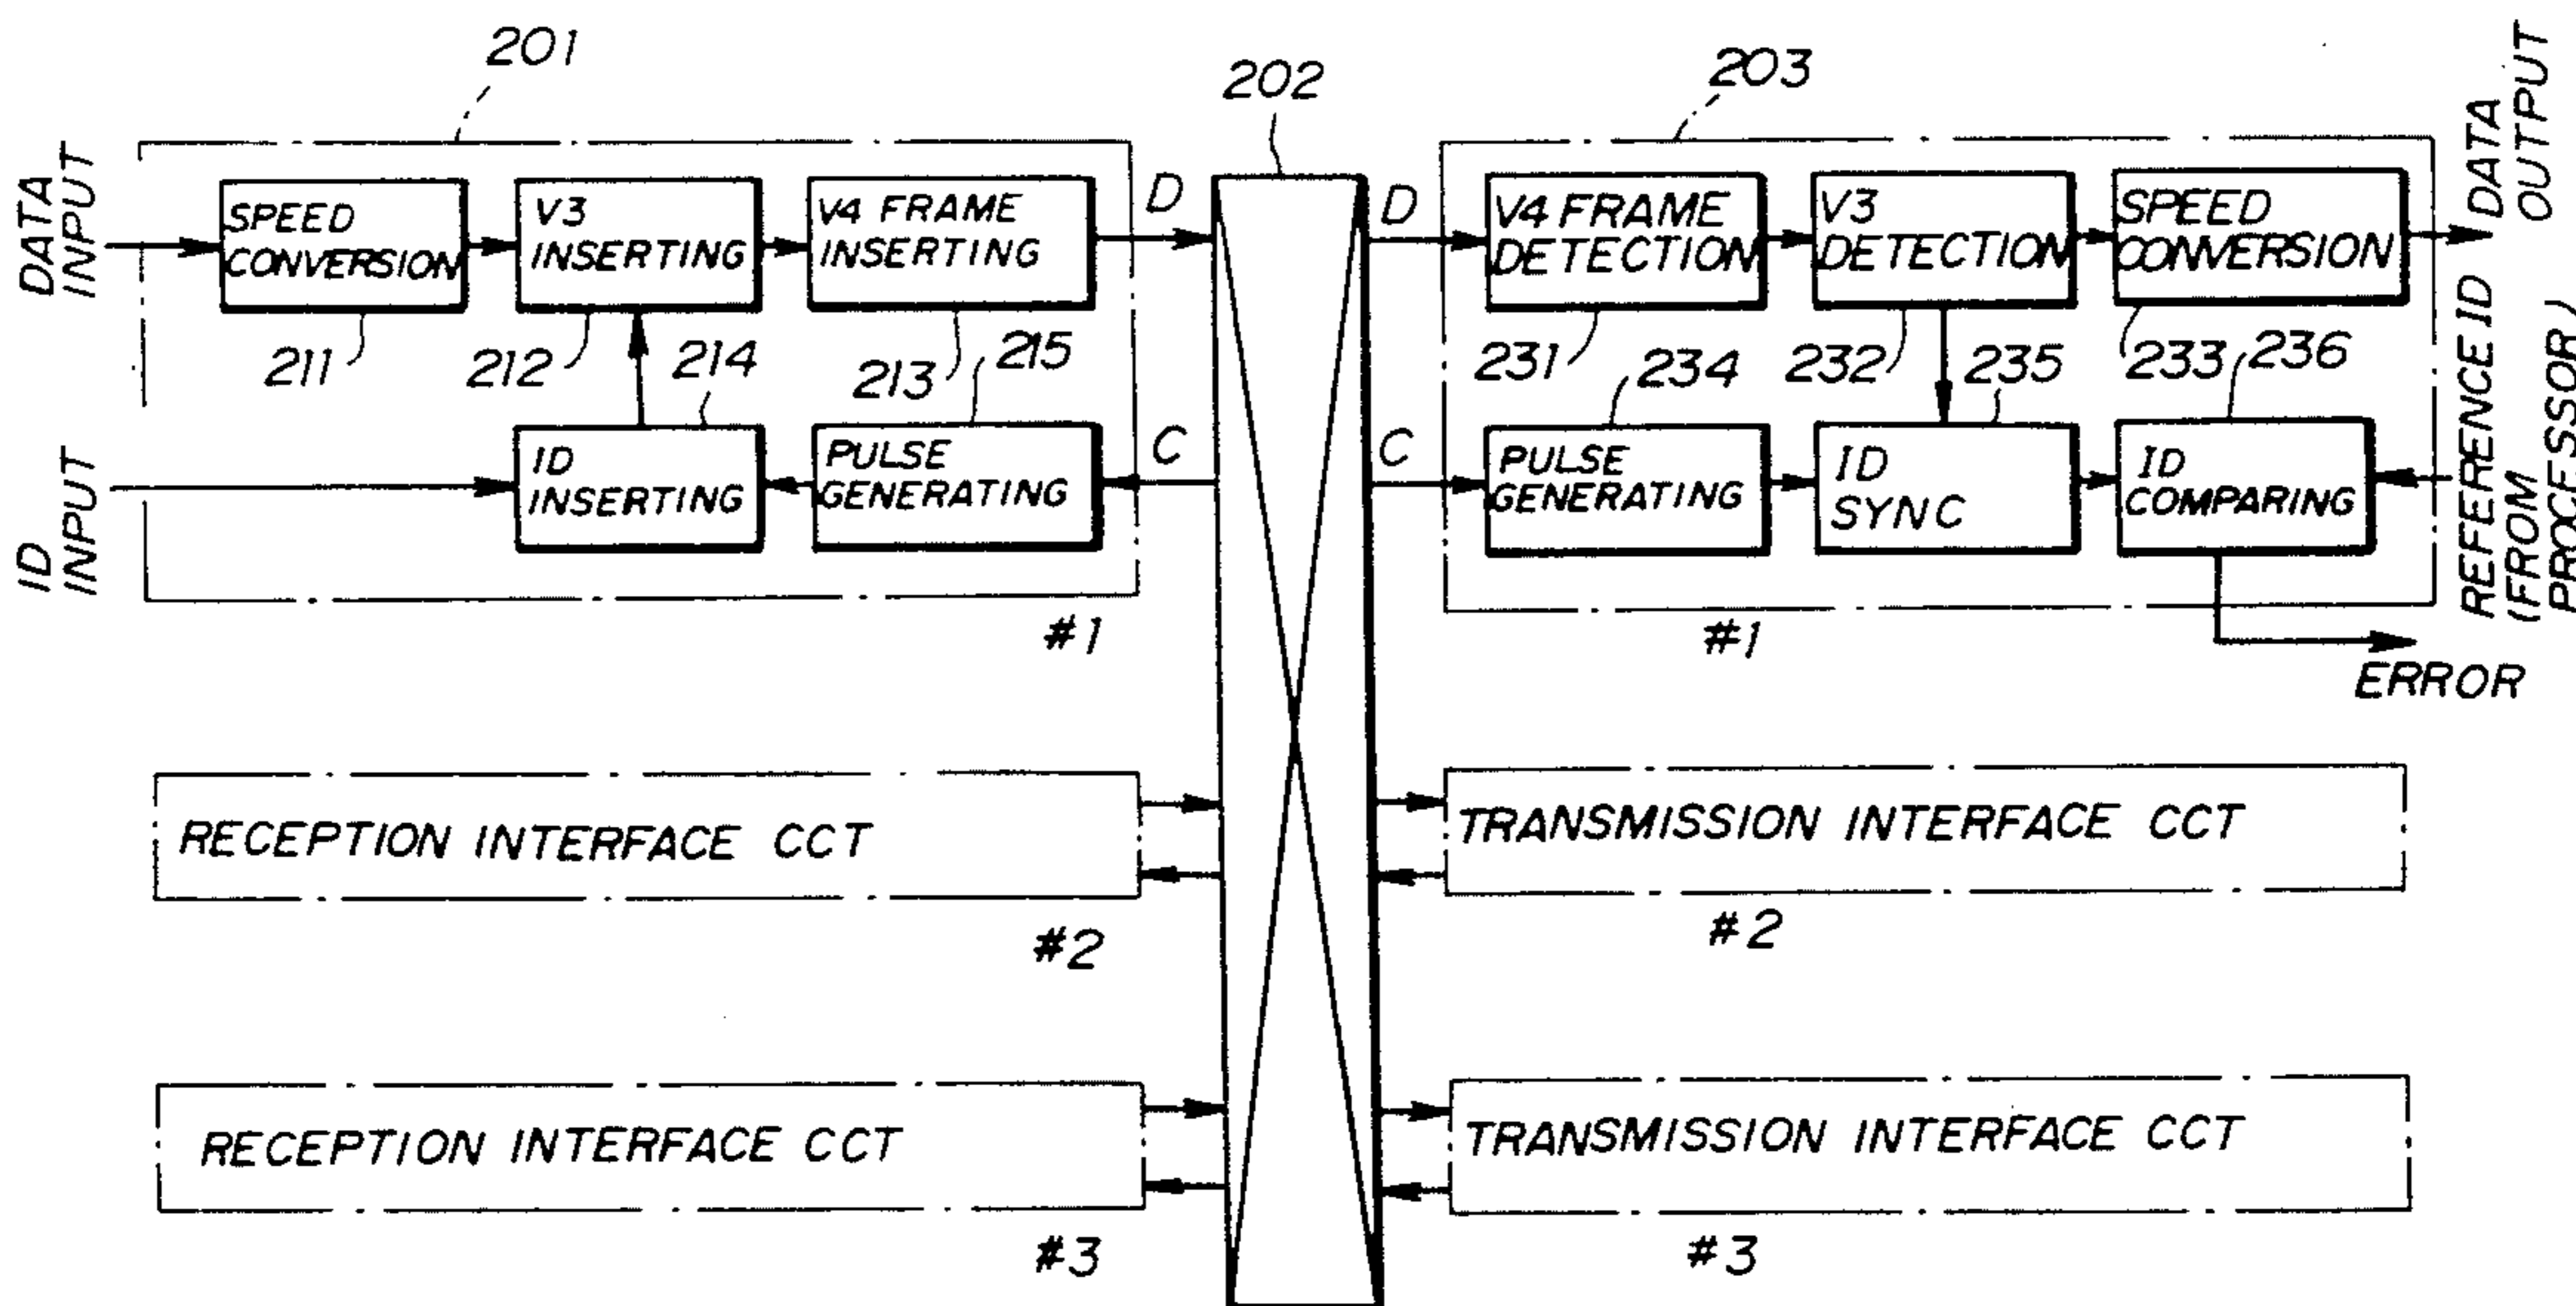 201
202
203
DATA
INPUT
SPEED
CONVERSION
V3
INSERTING
V4 FRAME
INSERTING
D
D
V4 FRAME
DETECTION
V3
DETECTION
SPEED
CONVERSION
DATA
OUTPUT
211
212
214
213
215
231
234
232
235
233
236
ID
INPUT
ID
INSERTING
PULSE
GENERATING
C
C
PULSE
GENERATING
ID
SYNC
ID
COMPARING
REFERENCE ID
(FROM
PROCESSOR)
#1
#1
ERROR
RECEPTION INTERFACE CCT
TRANSMISSION INTERFACE CCT
#2
#2
RECEPTION INTERFACE CCT
TRANSMISSION INTERFACE CCT
#3
#3